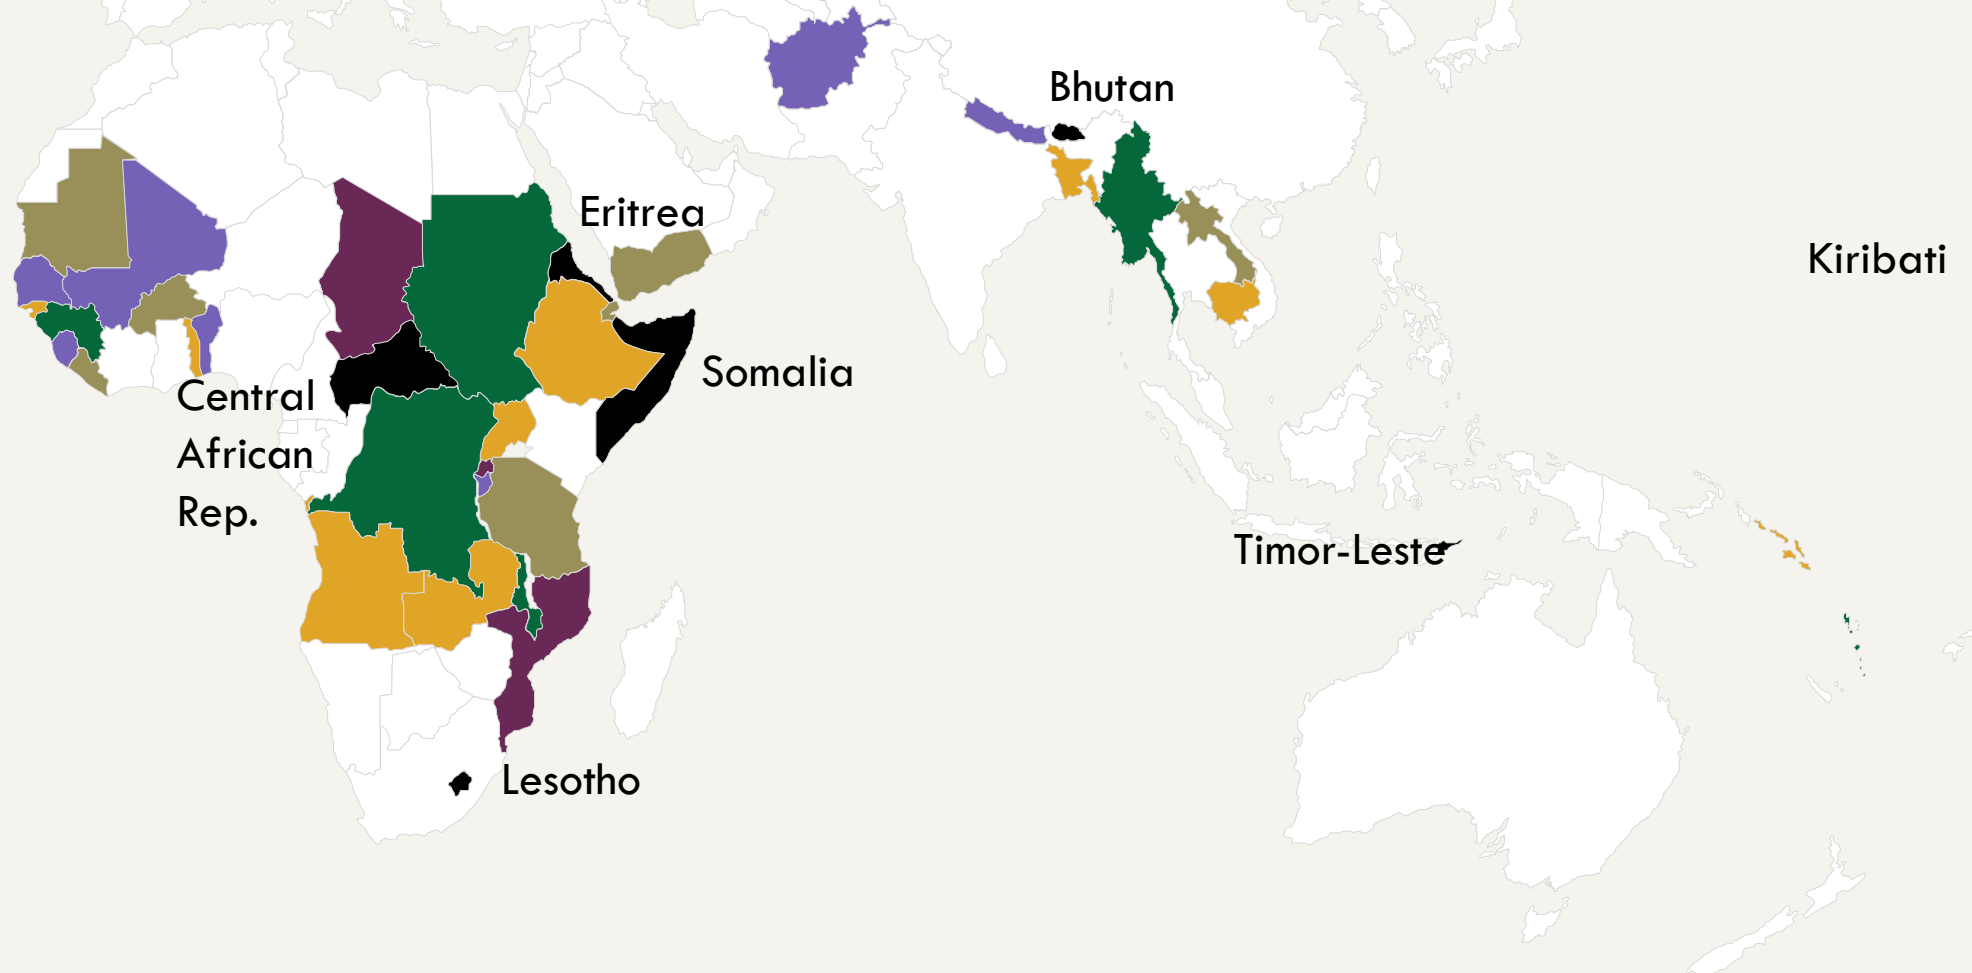 Bhutan
Eritrea
Kiribati
Somalia
Central
African
Rep.
Timor-Leste
Lesotho